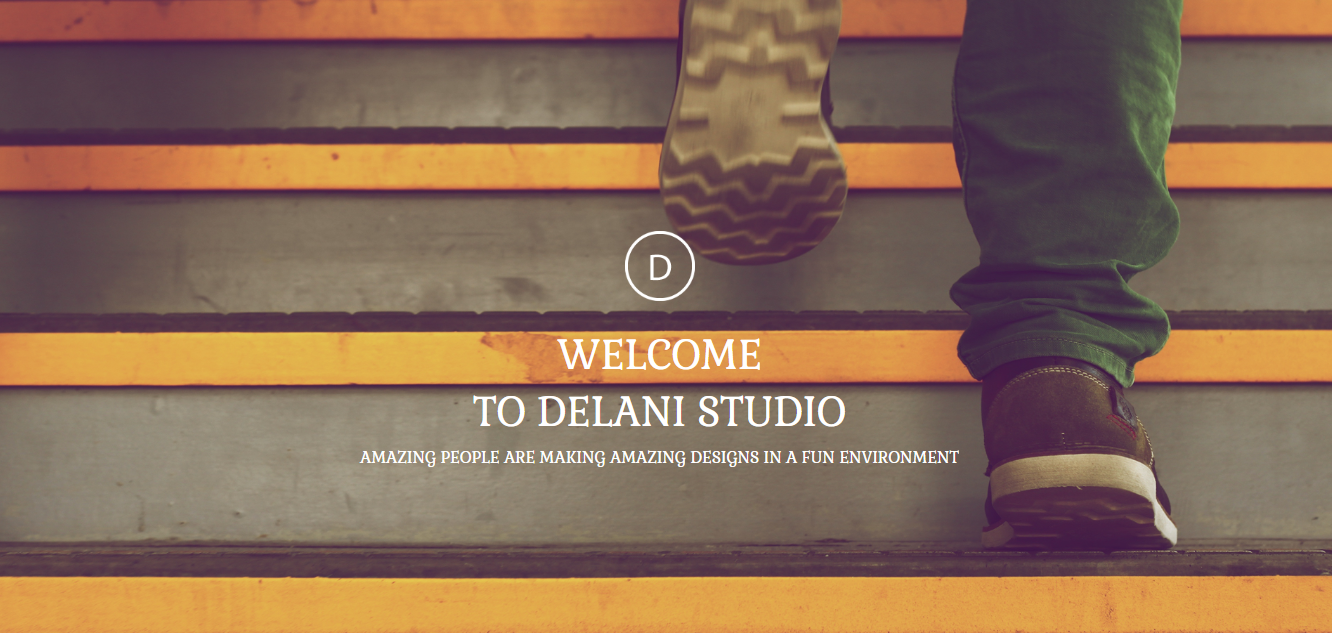 D
WELCOME
TO DELANI STUDIO
AMAZING PEOPLE ARE MAKING AMAZING DESIGNS IN A FUN ENVIRONMENT